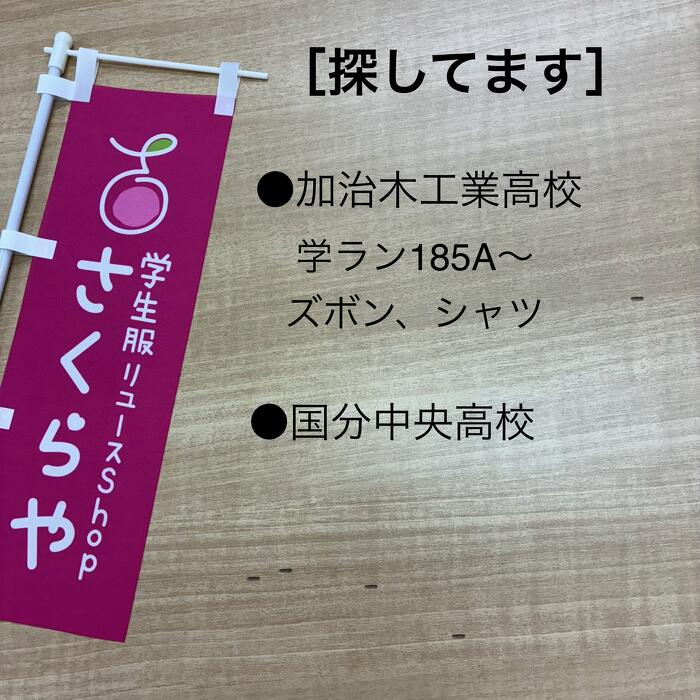 ［探してます］
●加治木工業高校
学ラン185A〜
ズボン、シャツ
●国分中央高校
学生服リユースShop
さくらや